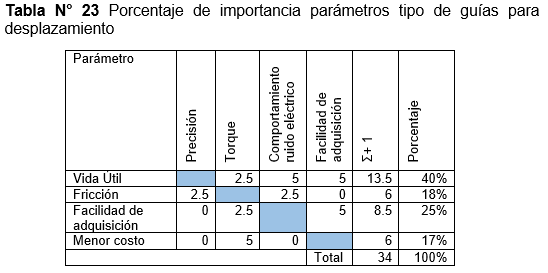 Tabla N° 23 Porcentaje de importancia parámetros tipo de guías para
desplazamiento
Parámetro
Precisión
Torque
Comportamiento
ruido eléctrico
Facilidad de
adquisición
Σ+ 1
Porcentaje
Vida Útil 2.5 5 5 13.5 40%
Fricción 2.5 2.5 0 6 18%
Facilidad de
adquisición 0 2.5 5 8.5 25%
Menor costo 0 5 0 6 17%
Total 34 100%